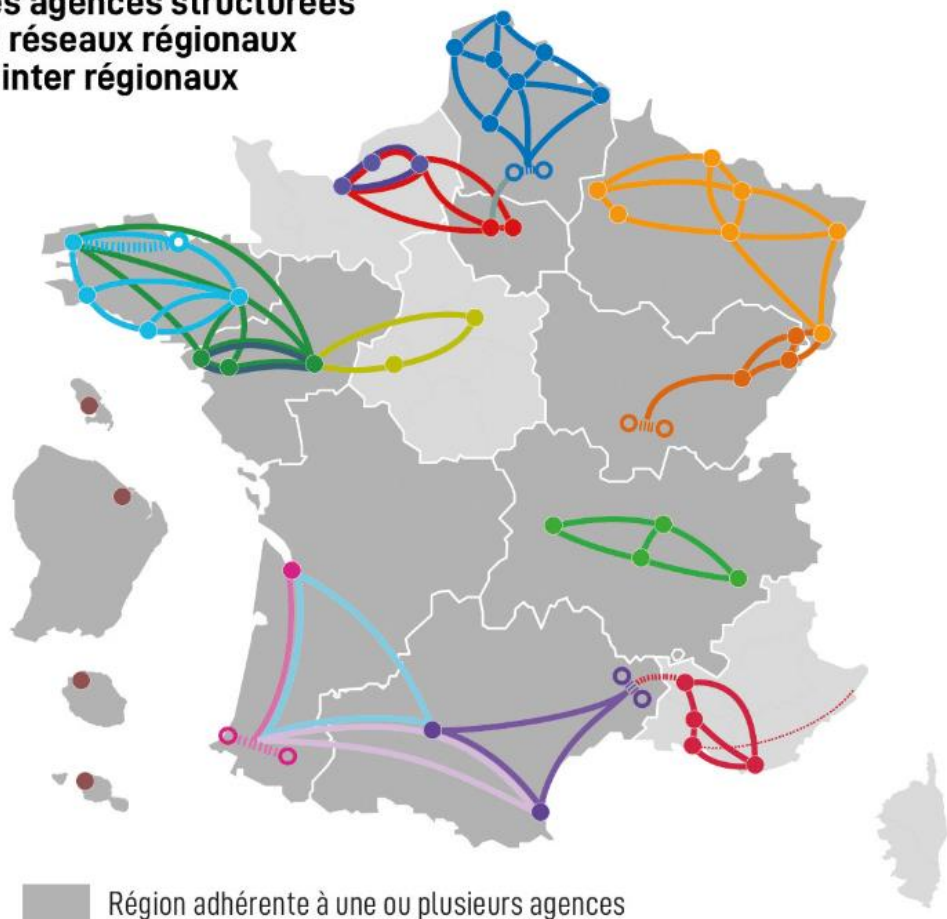 es agences structurées
réseaux régionaux
inter régionaux
Région adhérente à une ou plusieurs agences